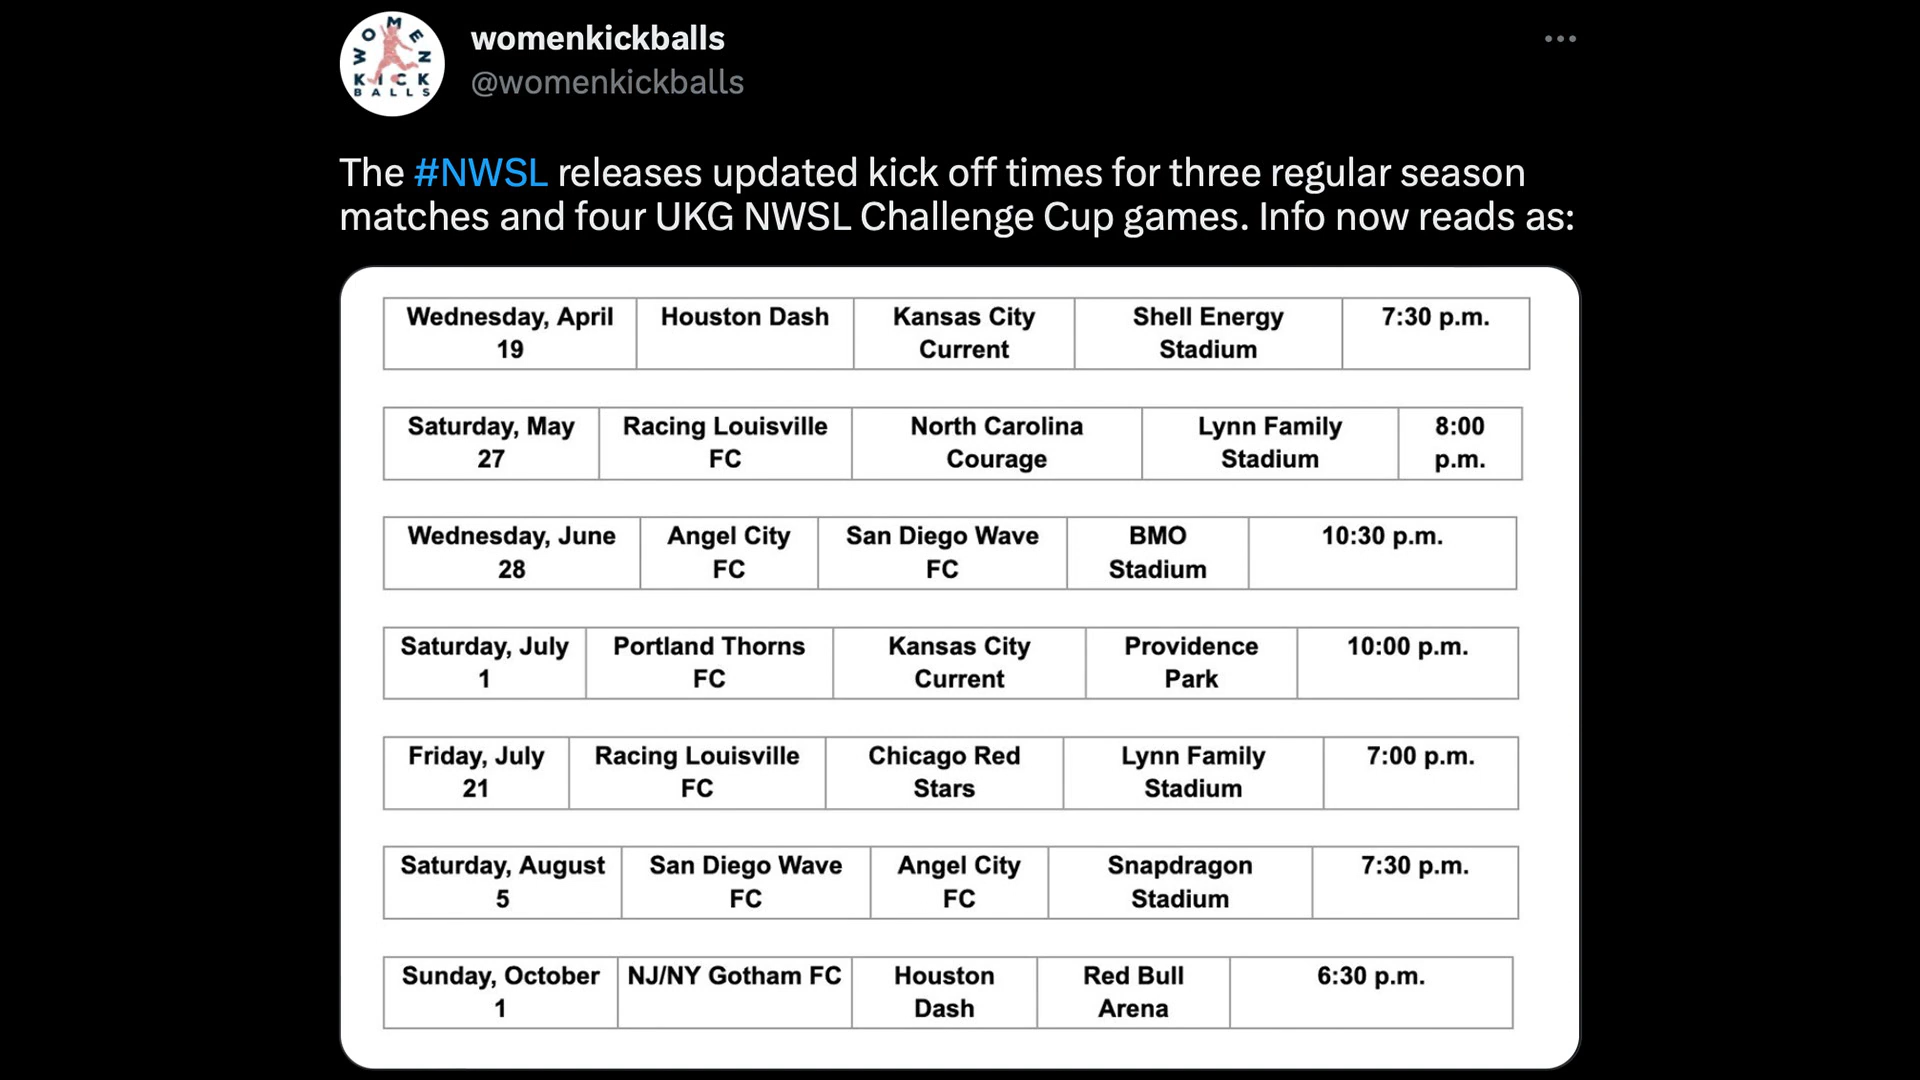 WOMEN
KICK
BALLS
womenkickballs
@womenkickballs
The #NWSL releases updated kick off times for three regular season
matches and four UKG NWSL Challenge Cup games. Info now reads as:
Wednesday, April Houston Dash Kansas City Shell Energy 7:30 p.m.
19 Current Stadium
Saturday, May Racing Louisville North Carolina Lynn Family 8:00
27 FC Courage Stadium p.m.
Wednesday, June Angel City San Diego Wave BMO 10:30 p.m.
28 FC FC Stadium
Saturday, July Portland Thorns Kansas City Providence 10:00 p.m.
1 FC Current Park
Friday, July Racing Louisville Chicago Red Lynn Family 7:00 p.m.
21 FC Stars Stadium
Saturday, August San Diego Wave Angel City Snapdragon 7:30 p.m.
5 FC FC Stadium
Sunday, October NJ/NY Gotham FC Houston Red Bull 6:30 p.m.
1 Dash Arena